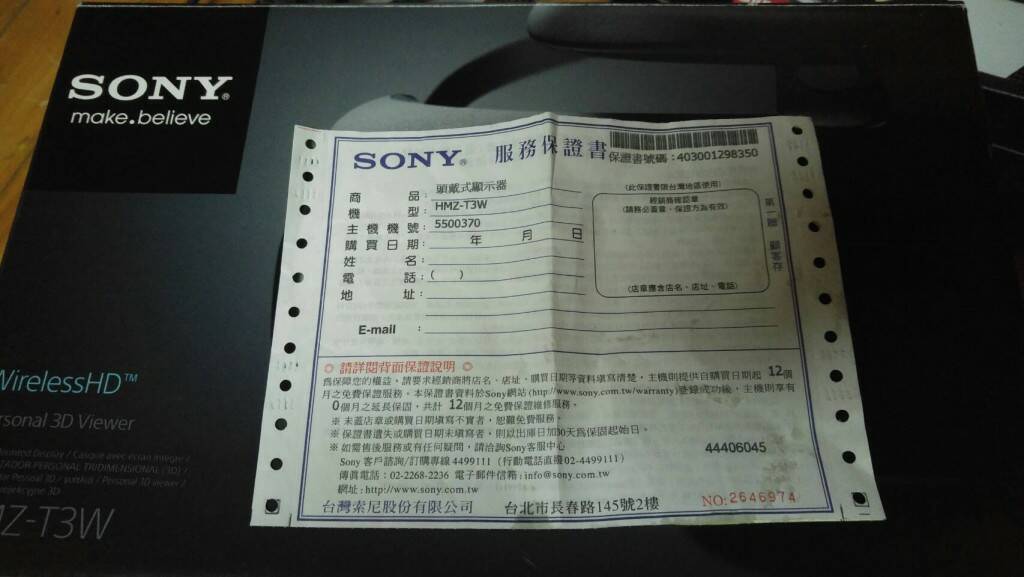 SONY
make.believe
SONY 服務保證書
保證書號碼：403001298350
(此保證書限台灣地區使用)
商品：頭戴式顯示器
機型：HMZ-T3W
主機機號：5500370
購買日期： 年 月 日
姓名：
電話：( )
地址：
E-mail :
經銷商確認章
(請務必蓋章，保證方為有效)
(店章應含店名、店址、電話)
第一聯
◎ 請詳閱背面保證說明 ◎
為保障您的權益，請要求經銷商將店名、店址、購買日期等資料填寫清楚，主機則提供自購買日期起 12個
月之免費保證服務。本保證書資料於Sony網站(http://www.sony.com.tw/warranty)登錄成功後，主機則享有
0個月之延長保固，共計 12個月之免費保證維修服務。
※ 未蓋店章或購買日期填寫不實者，恕難免費服務。
※ 保證書遺失或購買日期未填寫者，則以出庫日加30天為保固起始日。
※ 如需售後服務或有任何疑問，請洽詢Sony客服中心
Sony 客戶諮詢/訂購專線 4499111 (行動電話直撥02-4499111)
傳真電話：02-2268-2236 電子郵件信箱：info@sony.com.tw
網址：http://www.sony.com.tw
44406045
台灣索尼股份有限公司 台北市長春路145號2樓
NO:2646974
WirelessHD™
Personal 3D Viewer
HMZ-T3W